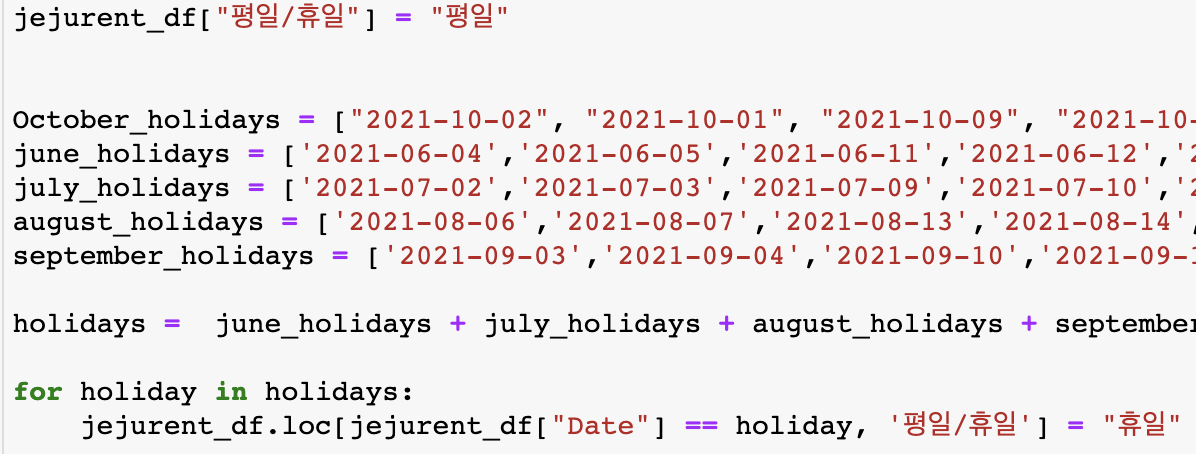 jejurent_df["평일/휴일"] = "평일"
October_holidays = ["2021-10-02", "2021-10-01", "2021-10-09", "2021-10-
june_holidays = ['2021-06-04','2021-06-05','2021-06-11','2021-06-12','2
july_holidays = ['2021-07-02','2021-07-03','2021-07-09','2021-07-10','2
august_holidays = ['2021-08-06','2021-08-07','2021-08-13','2021-08-14',
september_holidays = ['2021-09-03','2021-09-04','2021-09-10','2021-09-1
holidays =  june_holidays + july_holidays + august_holidays + september
for holiday in holidays:
    jejurent_df.loc[jejurent_df["Date"] == holiday, '평일/휴일'] = "휴일"